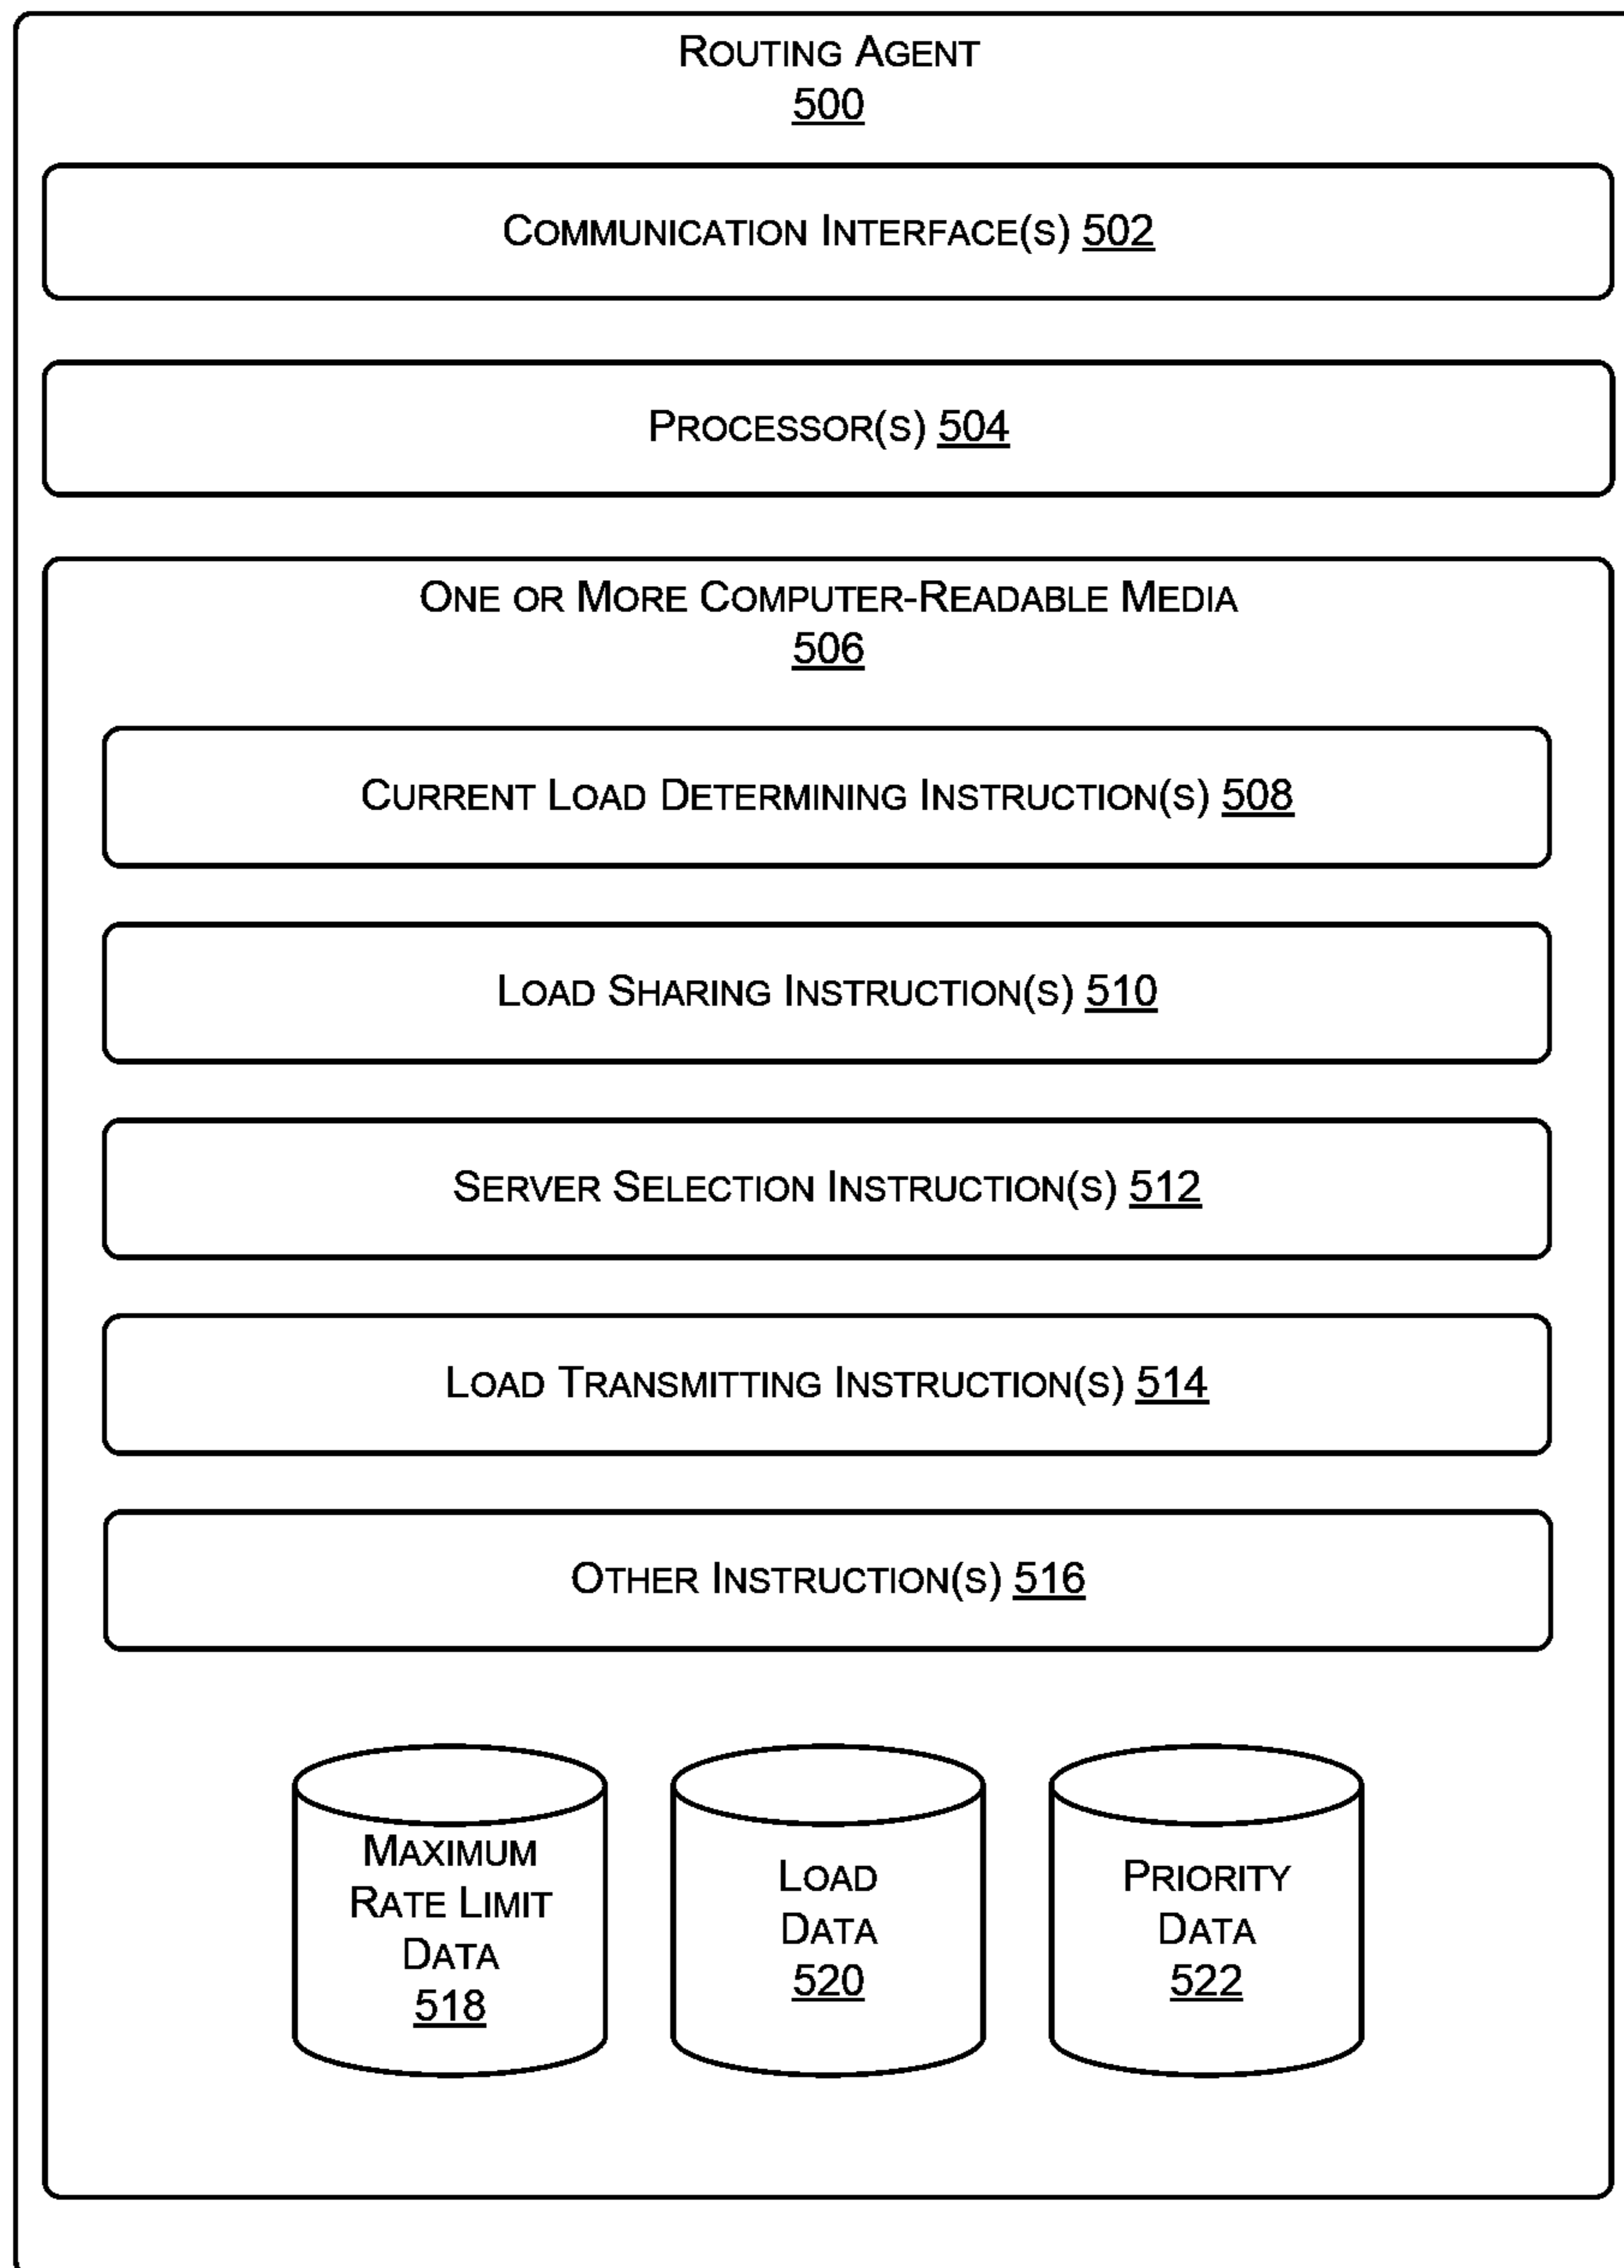 ROUTING AGENT
500
COMMUNICATION INTERFACE(S) 502
PROCESSOR(S) 504
ONE OR MORE COMPUTER-READABLE MEDIA
506
CURRENT LOAD DETERMINING INSTRUCTION(S) 508
LOAD SHARING INSTRUCTION(S) 510
SERVER SELECTION INSTRUCTION(S) 512
LOAD TRANSMITTING INSTRUCTION(S) 514
OTHER INSTRUCTION(S) 516
MAXIMUM
RATE LIMIT
DATA
518
LOAD
DATA
520
PRIORITY
DATA
522